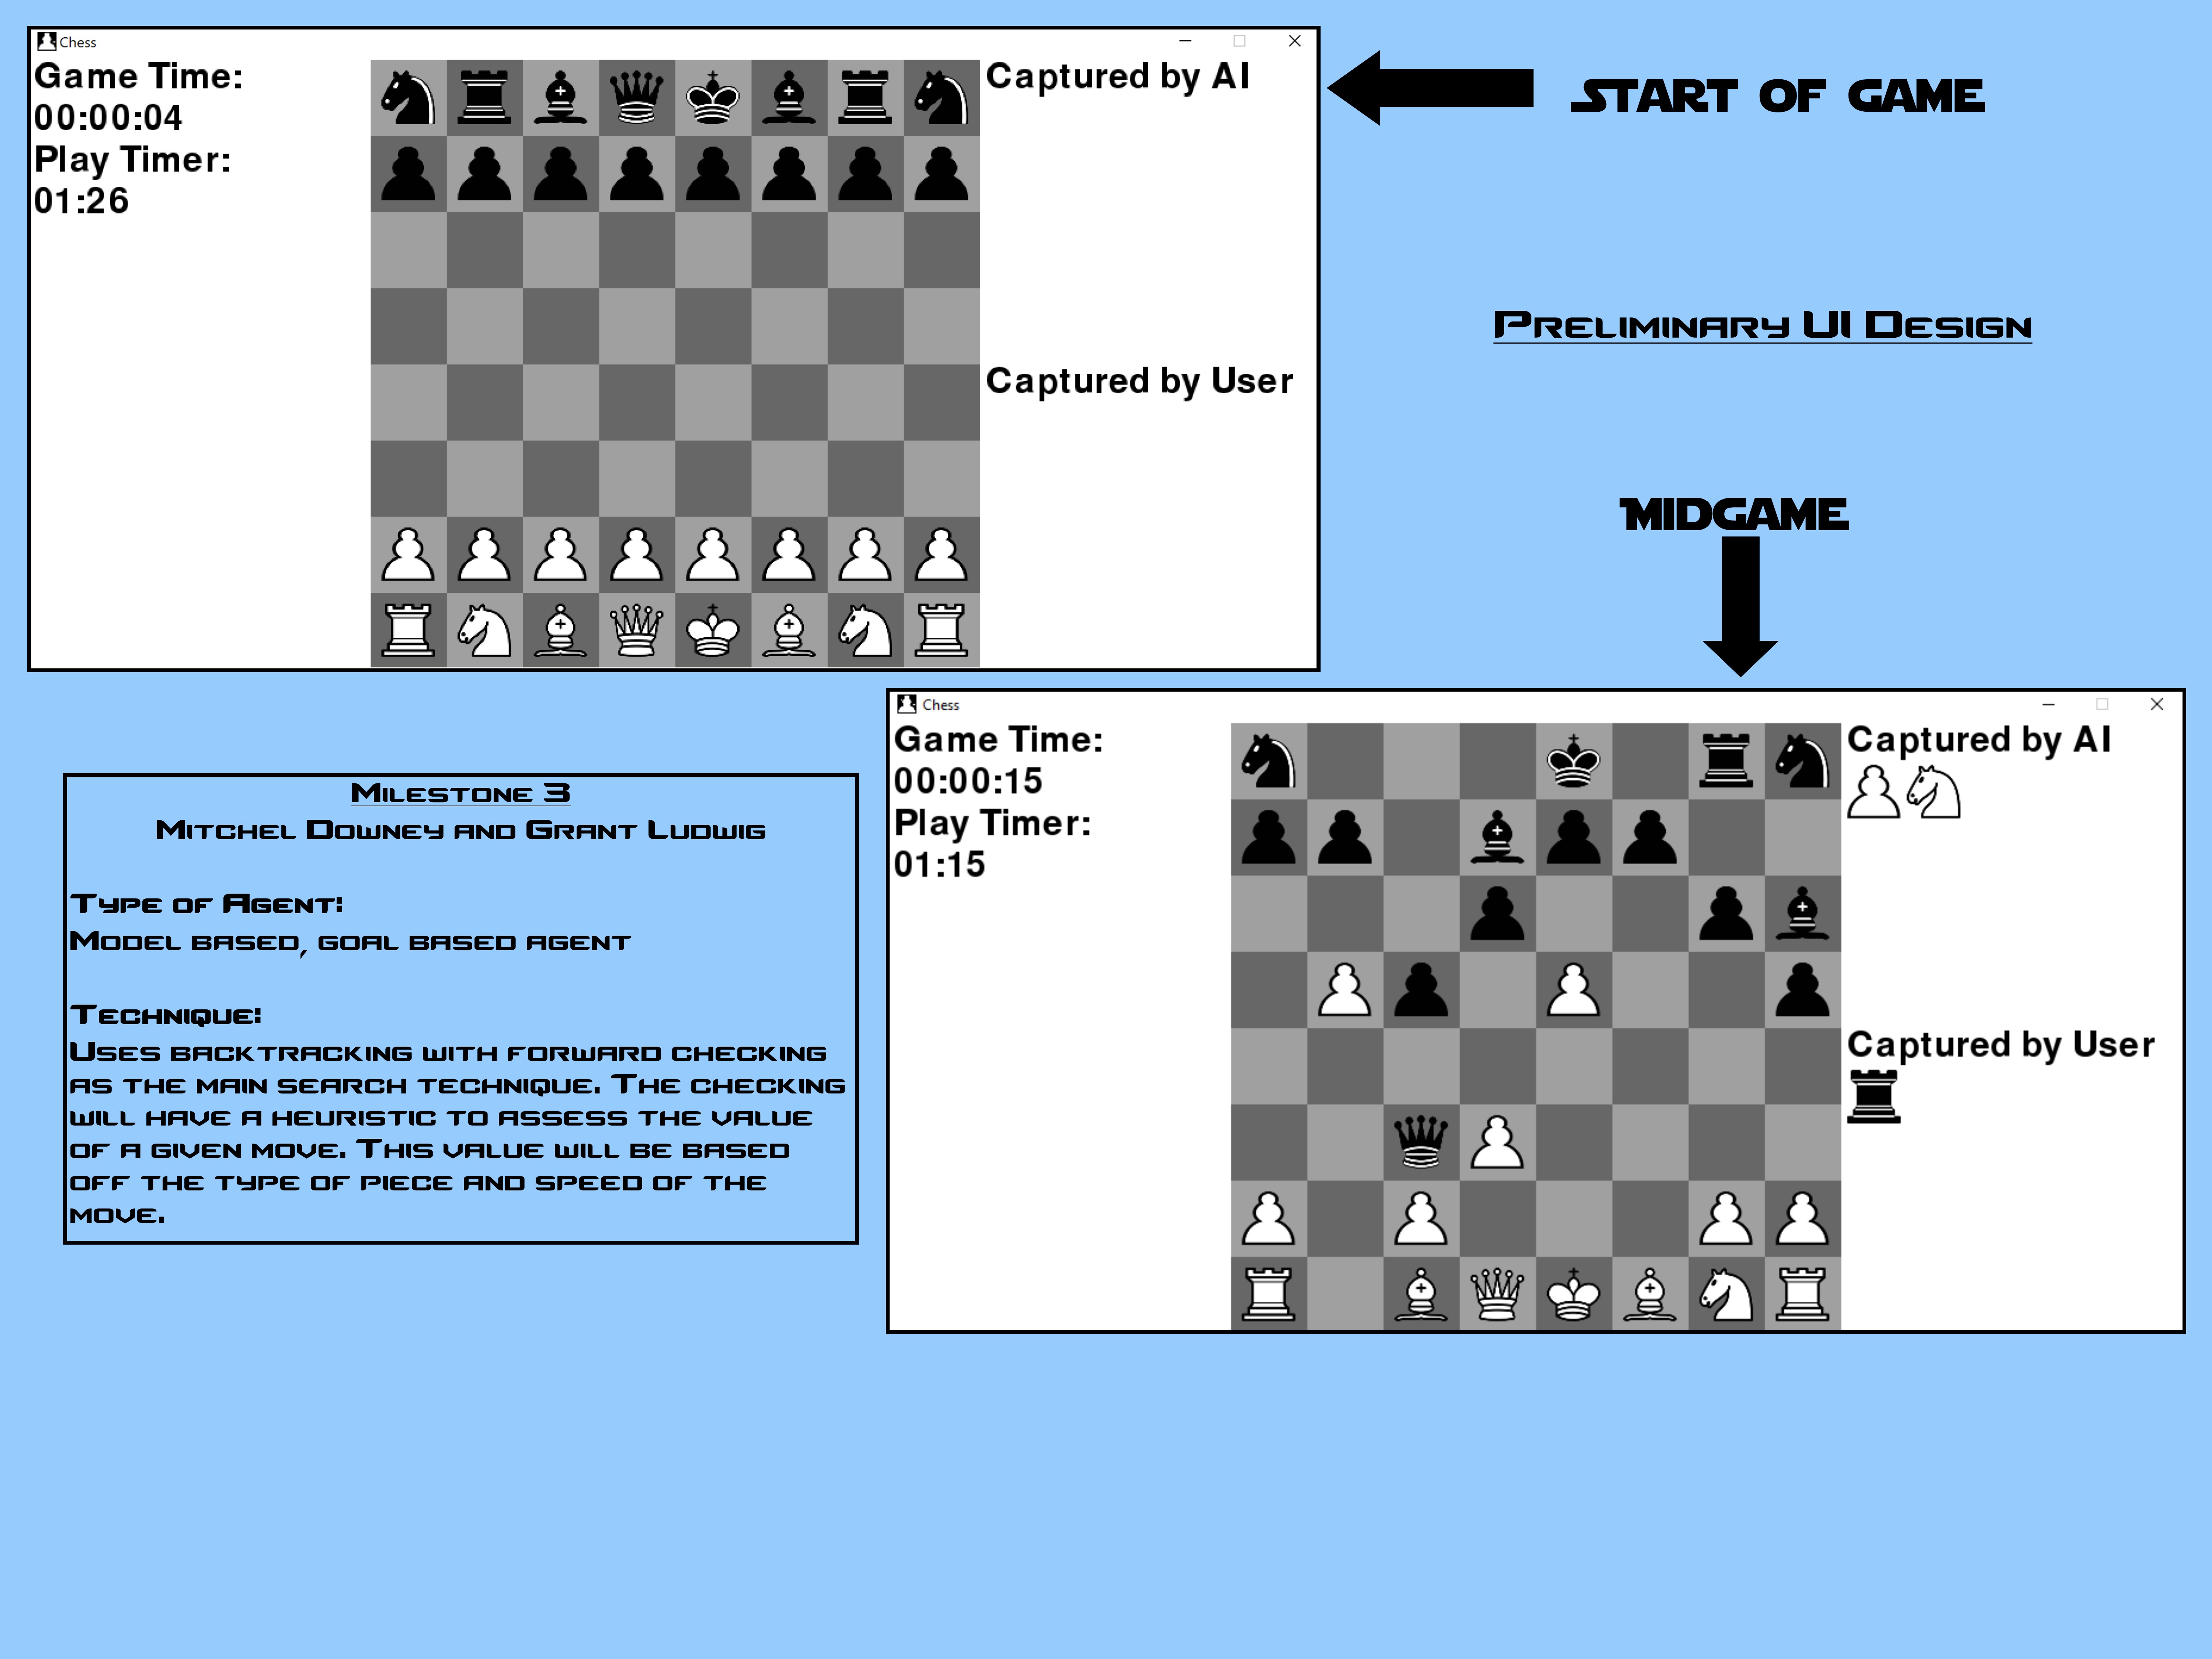 Chess
Game Time:
00:00:04
Play Timer:
01:26
Captured by AI
Captured by User
Start of game
Preliminary UI Design
Midgame
Chess
Game Time:
00:00:15
Play Timer:
01:15
Captured by AI
Captured by User
Milestone 3
Mitchel Downey and Grant Ludwig
Type of Agent:
Model based, goal based agent
Technique:
Uses backtracking with forward checking
as the main search technique. The checking
will have a heuristic to assess the value
of a given move. This value will be based
off the type of piece and speed of the
move.